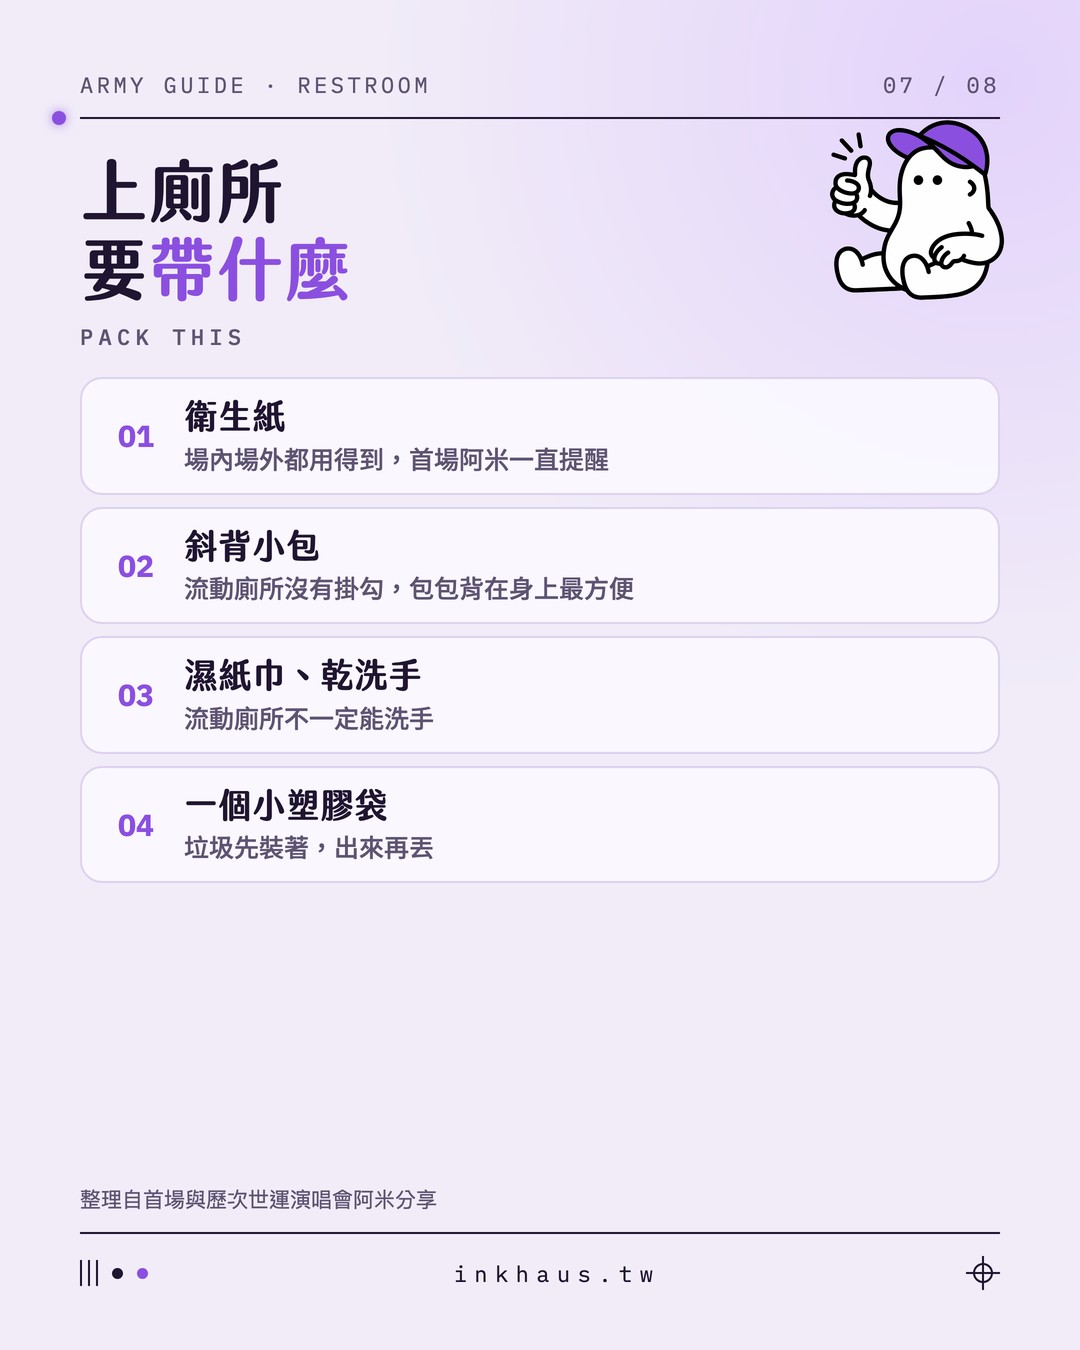 ARMY GUIDE · RESTROOM
07 / 08
上廁所
要帶什麼
PACK THIS
01
衛生紙
場內場外都用得到，首場阿米一直提醒
02
斜背小包
流動廁所沒有掛勾，包包背在身上最方便
03
濕紙巾、乾洗手
流動廁所不一定能洗手
04
一個小塑膠袋
垃圾先裝著，出來再丟
整理自首場與歷次世運演唱會阿米分享
inkhaus.tw